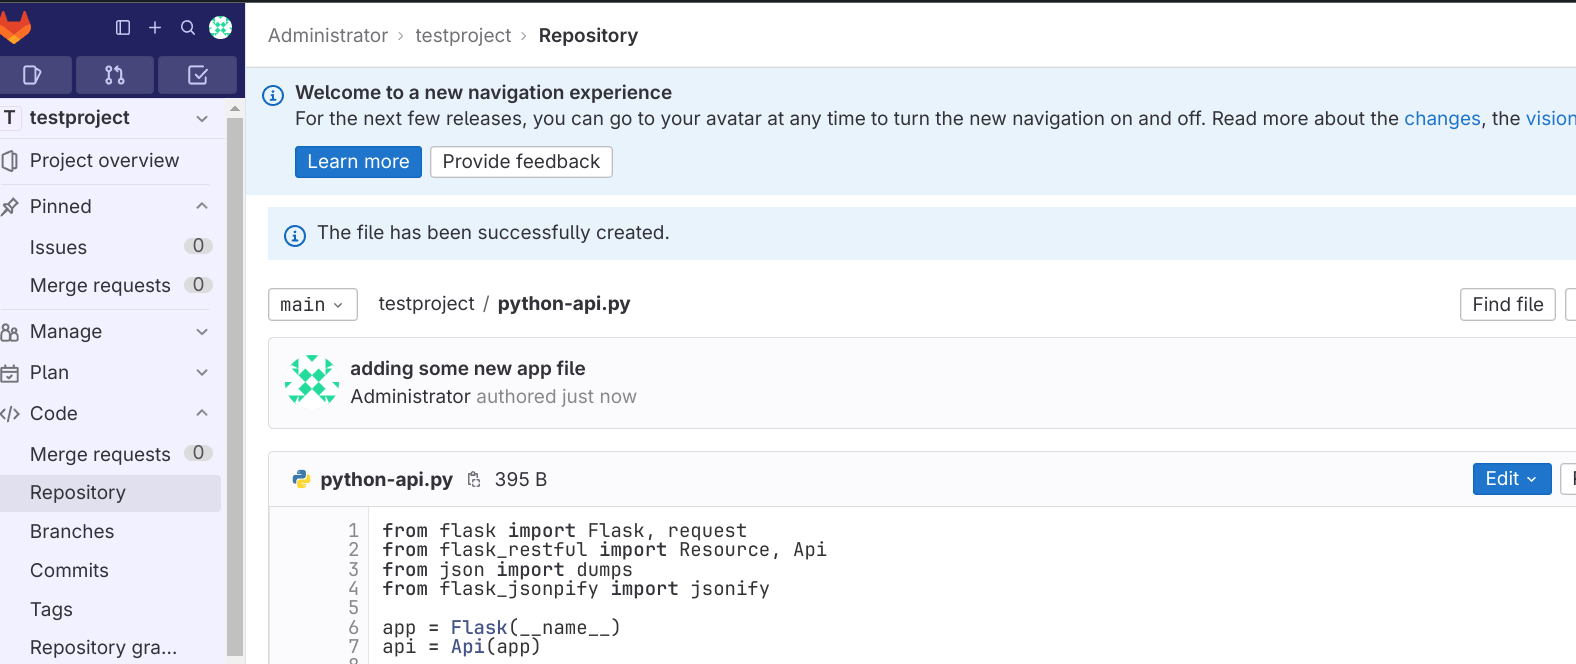 Administrator › testproject › Repository
T testproject
Project overview
Pinned
Issues 0
Merge requests 0
Manage
Plan
Code
Merge requests 0
Repository
Branches
Commits
Tags
Repository gra...
Welcome to a new navigation experience
For the next few releases, you can go to your avatar at any time to turn the new navigation on and off. Read more about the changes, the vision
Learn more Provide feedback
The file has been successfully created.
main testproject / python-api.py Find file
adding some new app file
Administrator authored just now
python-api.py 395 B Edit
1 from flask import Flask, request
2 from flask_restful import Resource, Api
3 from json import dumps
4 from flask_jsonpify import jsonify
5
6 app = Flask(__name__)
7 api = Api(app)